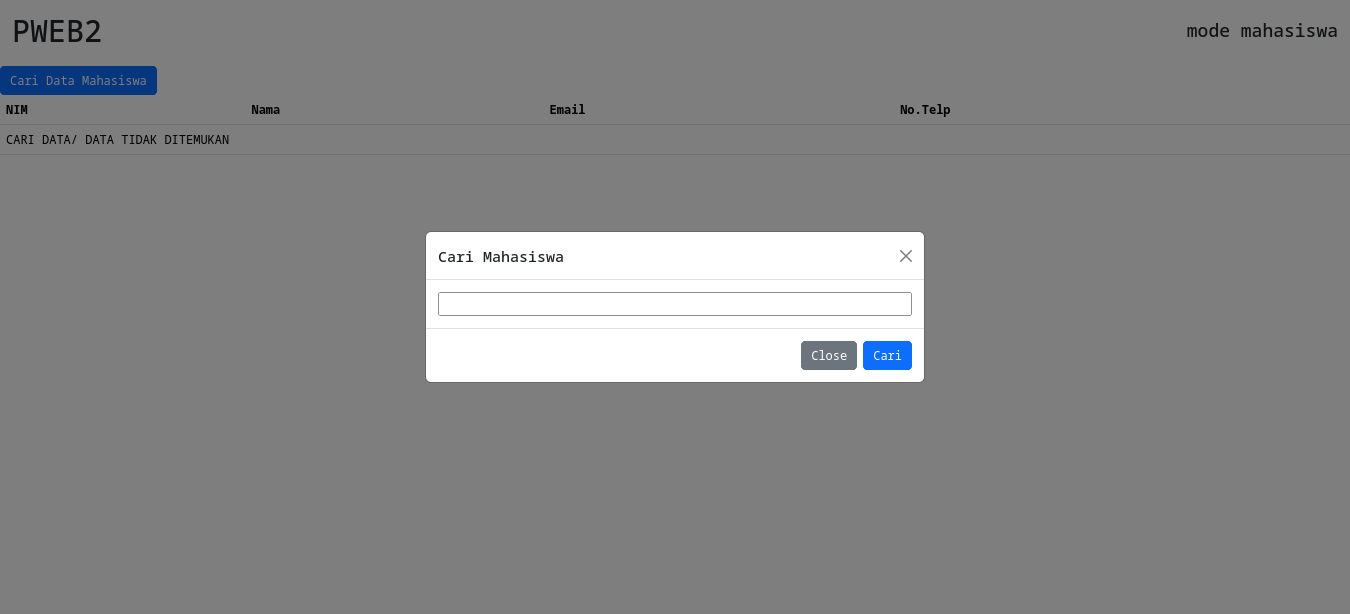 PWEB2
mode mahasiswa
Cari Data Mahasiswa
NIM Nama Email No.Telp
CARI DATA/ DATA TIDAK DITEMUKAN
Cari Mahasiswa
Close Cari